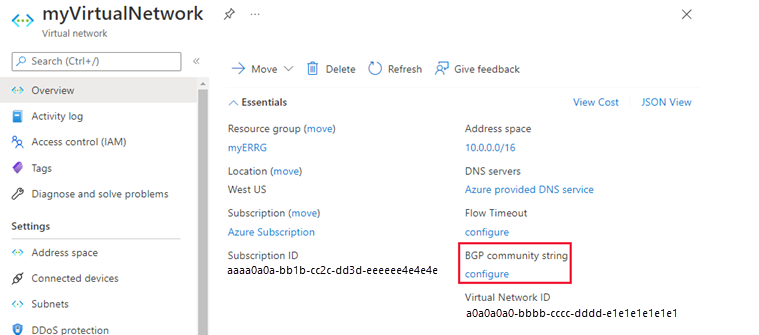 myVirtualNetwork
Virtual network
Search (Ctrl+/)
Overview
Activity log
Access control (IAM)
Tags
Diagnose and solve problems
Settings
Address space
Connected devices
Subnets
DDoS protection
Move
Delete
Refresh
Give feedback
Essentials
View Cost
JSON View
Resource group (move)
myERRG
Location (move)
West US
Subscription (move)
Azure Subscription
Subscription ID
aaaa0a0a-bb1b-cc2c-dd3d-eeeeee4e4e4e
Address space
10.0.0.0/16
DNS servers
Azure provided DNS service
Flow Timeout
configure
BGP community string
configure
Virtual Network ID
a0a0a0a0-bbbb-cccc-dddd-e1e1e1e1e1e1